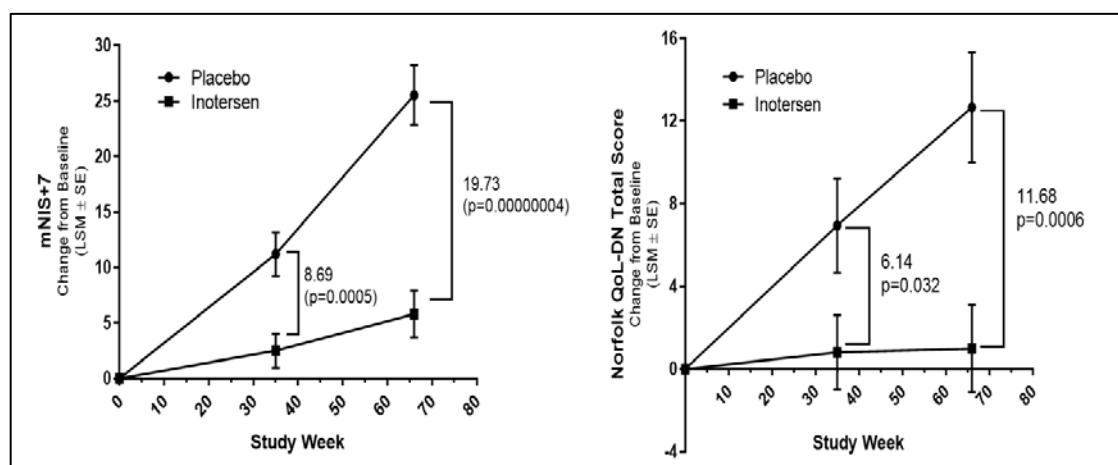 mNIS+7
Change from Baseline
(LSM ± SE)
30
25
20
15
10
5
0
Placebo
Inotersen
8.69
(p=0.0005)
19.73
(p=0.00000004)
0 10 20 30 40 50 60 70 80
Study Week
Norfolk QoL-DN Total Score
Change from Baseline
(LSM ± SE)
16
12
8
4
0
-4
Placebo
Inotersen
6.14
p=0.032
11.68
p=0.0006
0 10 20 30 40 50 60 70 80
Study Week